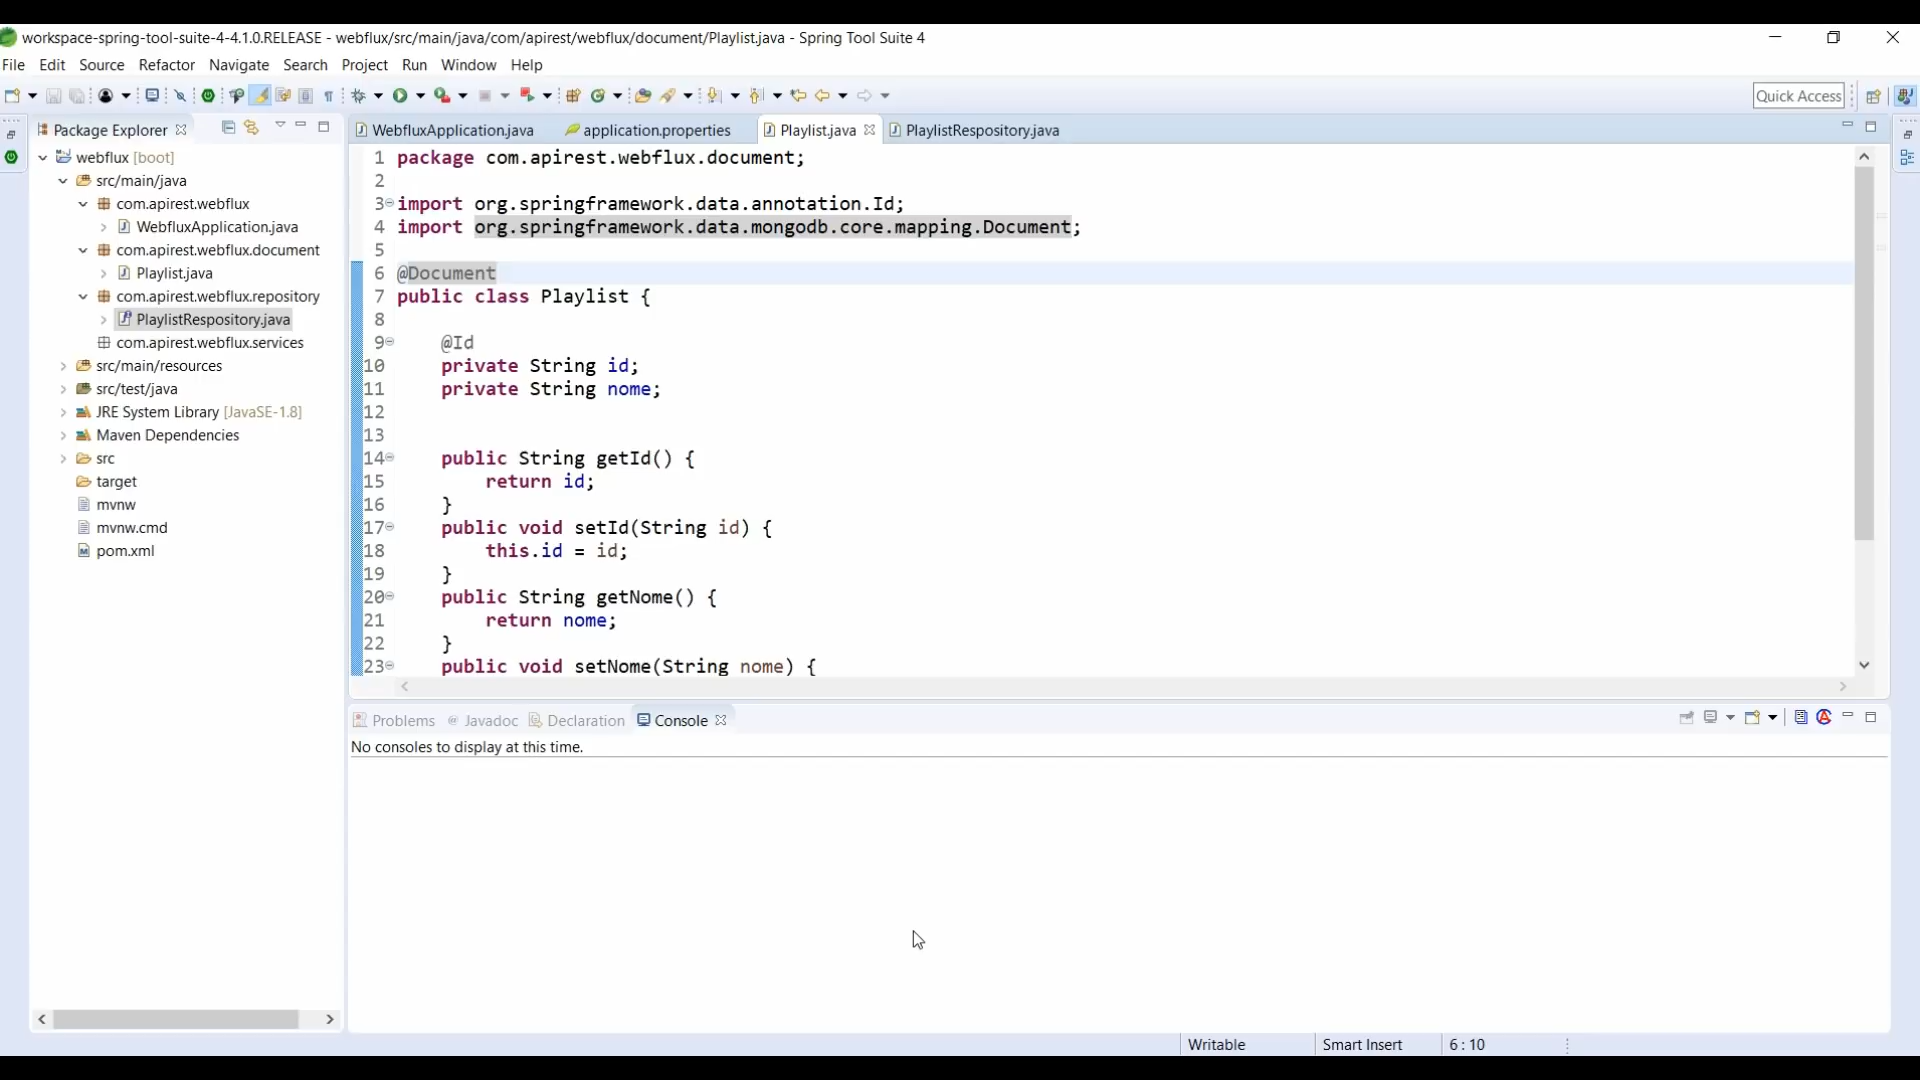 workspace-spring-tool-suite-4-4.1.0.RELEASE - webflux/src/main/java/com/apirest/webflux/document/Playlist.java - Spring Tool Suite 4
File Edit Source Refactor Navigate Search Project Run Window Help
Quick Access
Package Explorer
webflux [boot]
src/main/java
com.apirest.webflux
WebfluxApplication.java
com.apirest.webflux.document
Playlist.java
com.apirest.webflux.repository
PlaylistRespository.java
com.apirest.webflux.services
src/main/resources
src/test/java
JRE System Library [JavaSE-1.8]
Maven Dependencies
src
target
mvnw
mvnw.cmd
pom.xml
WebfluxApplication.java application.properties Playlist.java PlaylistRespository.java
1 package com.apirest.webflux.document;
2
3 import org.springframework.data.annotation.Id;
4 import org.springframework.data.mongodb.core.mapping.Document;
5
6 @Document
7 public class Playlist {
8
9 @Id
10 private String id;
11 private String nome;
12
13
14 public String getId() {
15 return id;
16 }
17 public void setId(String id) {
18 this.id = id;
19 }
20 public String getNome() {
21 return nome;
22 }
23 public void setNome(String nome) {
Problems @ Javadoc Declaration Console
No consoles to display at this time.
Writable Smart Insert 6 : 10